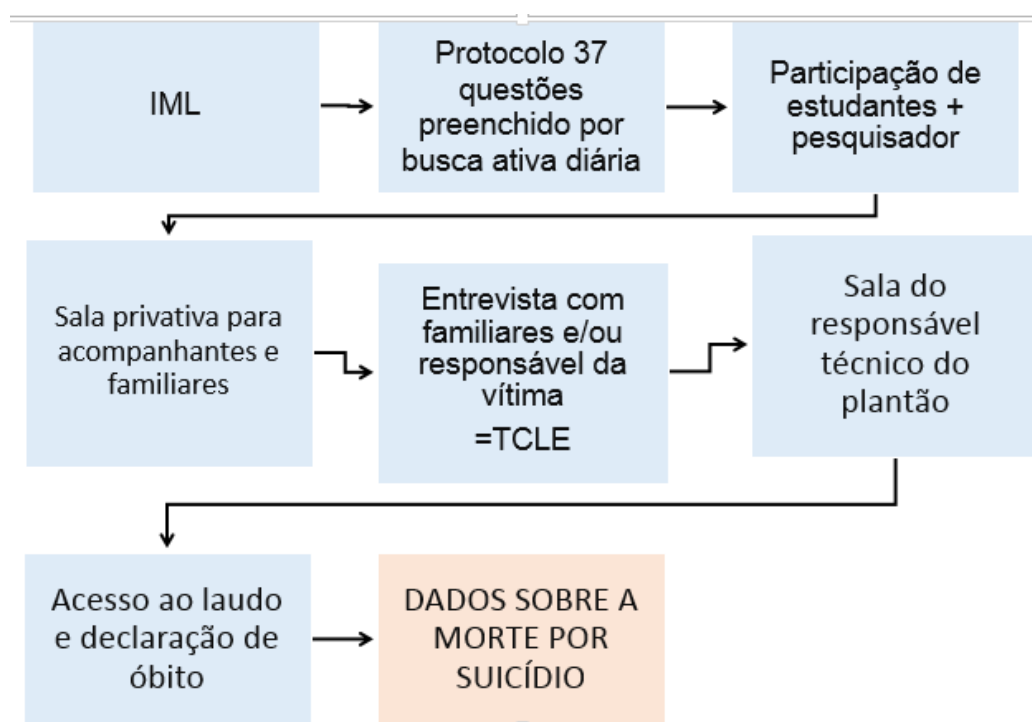 IML
Protocolo 37
questões
preenchido por
busca ativa diária
Participação de
estudantes +
pesquisador
Sala privativa para
acompanhantes e
familiares
Entrevista com
familiares e/ou
responsável da
vítima
=TCLE
Sala do
responsável
técnico do
plantão
Acesso ao laudo
e declaração de
óbito
DADOS SOBRE A
MORTE POR
SUICÍDIO